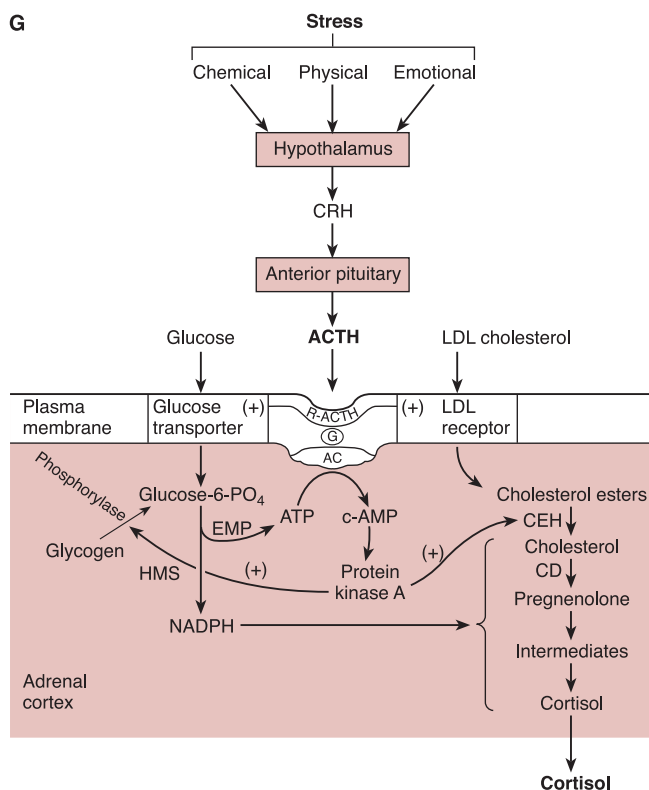 G
Stress
Chemical Physical Emotional
Hypothalamus
CRH
Anterior pituitary
Glucose ACTH LDL cholesterol
Plasma membrane
Glucose transporter (+)
R-ACTH
G
AC
(+) LDL receptor
Phosphorylase
Glucose-6-PO₄
Glycogen
EMP
ATP
c-AMP
HMS
(+)
Protein
kinase A
(+)
NADPH
Cholesterol esters
CEH
Cholesterol
CD
Pregnenolone
Intermediates
Cortisol
Adrenal
cortex
Cortisol